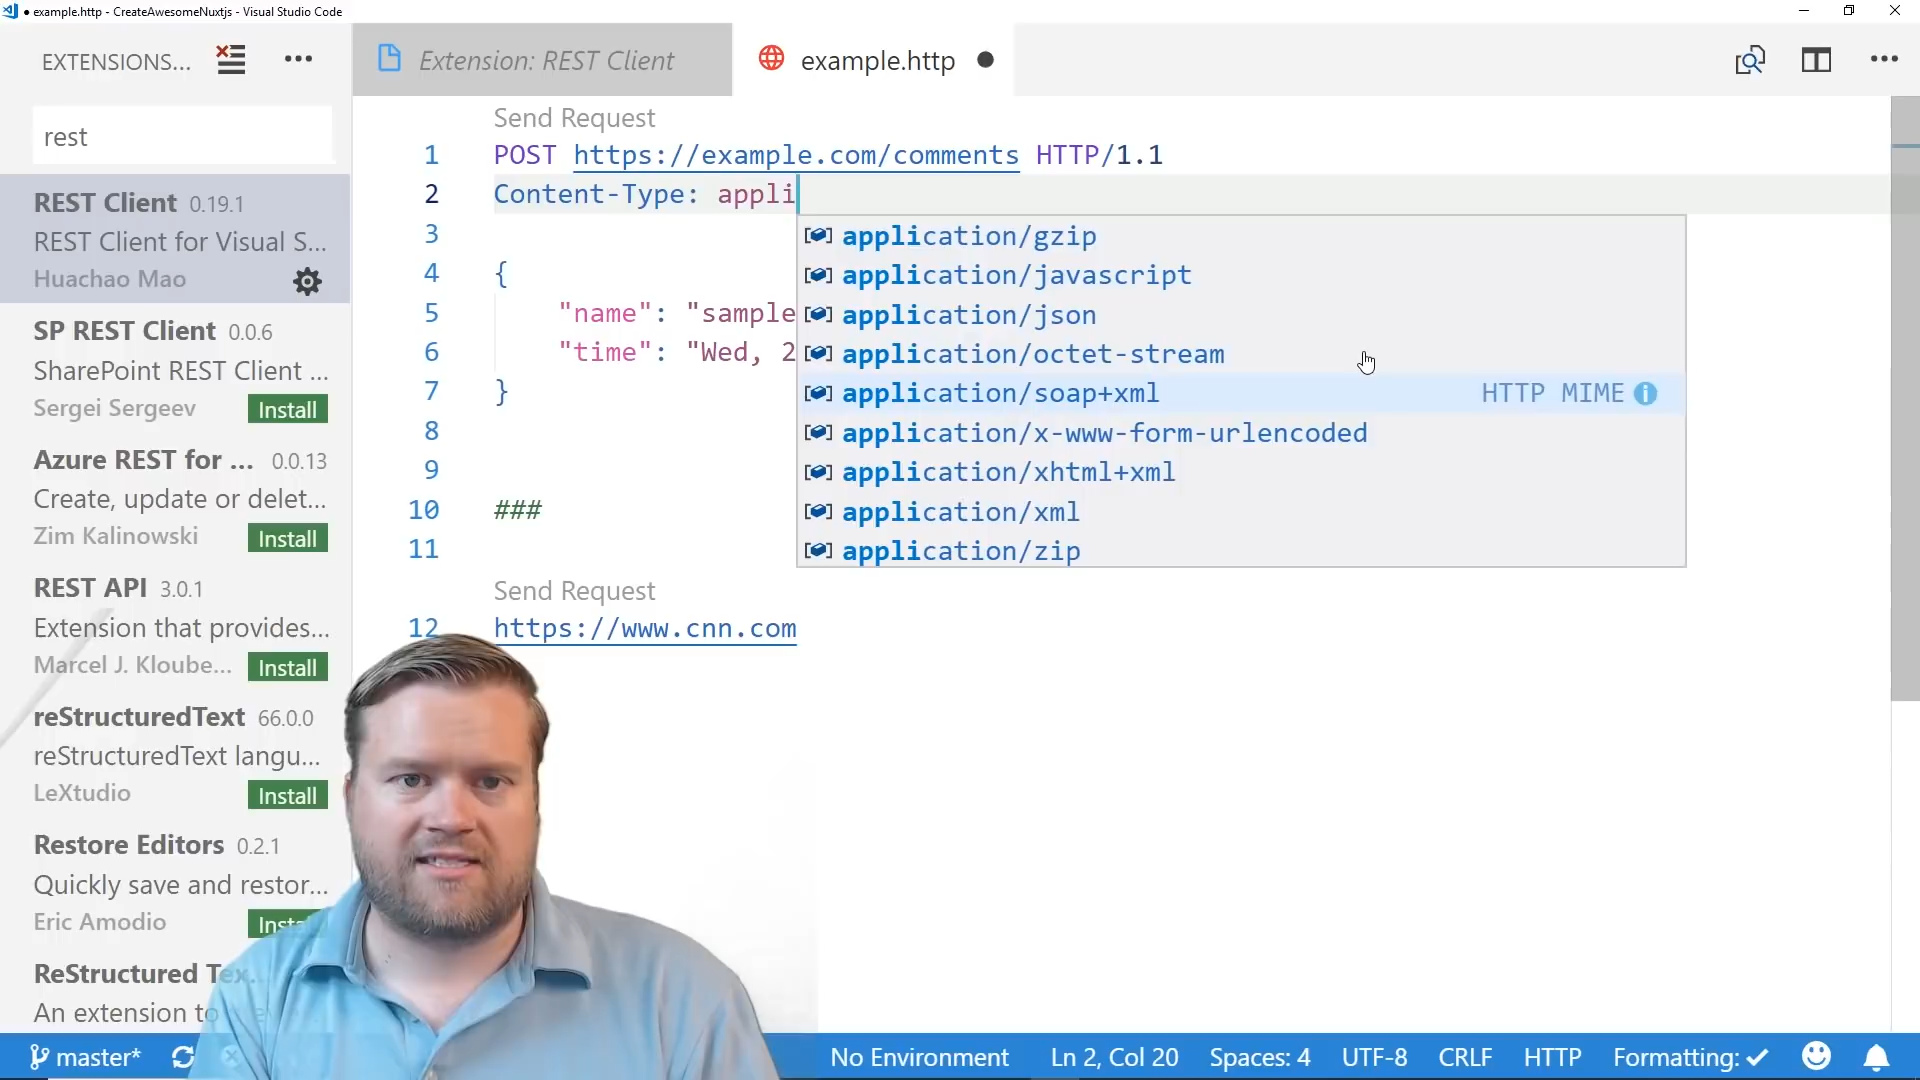 example.http - CreateAwesomeNuxtjs - Visual Studio Code
EXTENSIONS...
rest
REST Client 0.19.1
REST Client for Visual S...
Huachao Mao
SP REST Client 0.0.6
SharePoint REST Client ...
Sergei Sergeev Install
Azure REST for ... 0.0.13
Create, update or delet...
Zim Kalinowski Install
REST API 3.0.1
Extension that provides...
Marcel J. Kloube... Install
reStructuredText 66.0.0
reStructuredText langu...
LeXtudio Install
Restore Editors 0.2.1
Quickly save and restor...
Eric Amodio
ReStructured Tex...
An extension to
Extension: REST Client
example.http
Send Request
1 POST https://example.com/comments HTTP/1.1
2 Content-Type: appli
3
4 {
5 "name": "sample
6 "time": "Wed, 2
7 }
8
9
10 ###
11
Send Request
12 https://www.cnn.com
application/gzip
application/javascript
application/json
application/octet-stream
application/soap+xml HTTP MIME
application/x-www-form-urlencoded
application/xhtml+xml
application/xml
application/zip
master* No Environment Ln 2, Col 20 Spaces: 4 UTF-8 CRLF HTTP Formatting: ✓